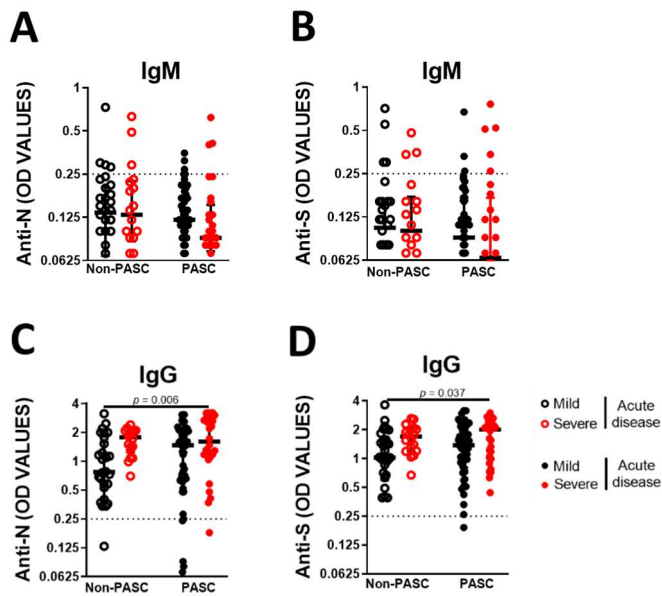 A
IgM
Anti-N (OD VALUES)
1
0.5
0.25
0.125
0.0625
Non-PASC PASC
B
IgM
Anti-S (OD VALUES)
1
0.5
0.25
0.125
0.0625
Non-PASC PASC
C
IgG
Anti-N (OD VALUES)
p = 0.006
4
2
1
0.5
0.25
0.125
0.0625
Non-PASC PASC
D
IgG
Anti-S (OD VALUES)
p = 0.037
4
2
1
0.5
0.25
0.125
0.0625
Non-PASC PASC
Mild Acute
Severe disease
Mild Acute
Severe disease